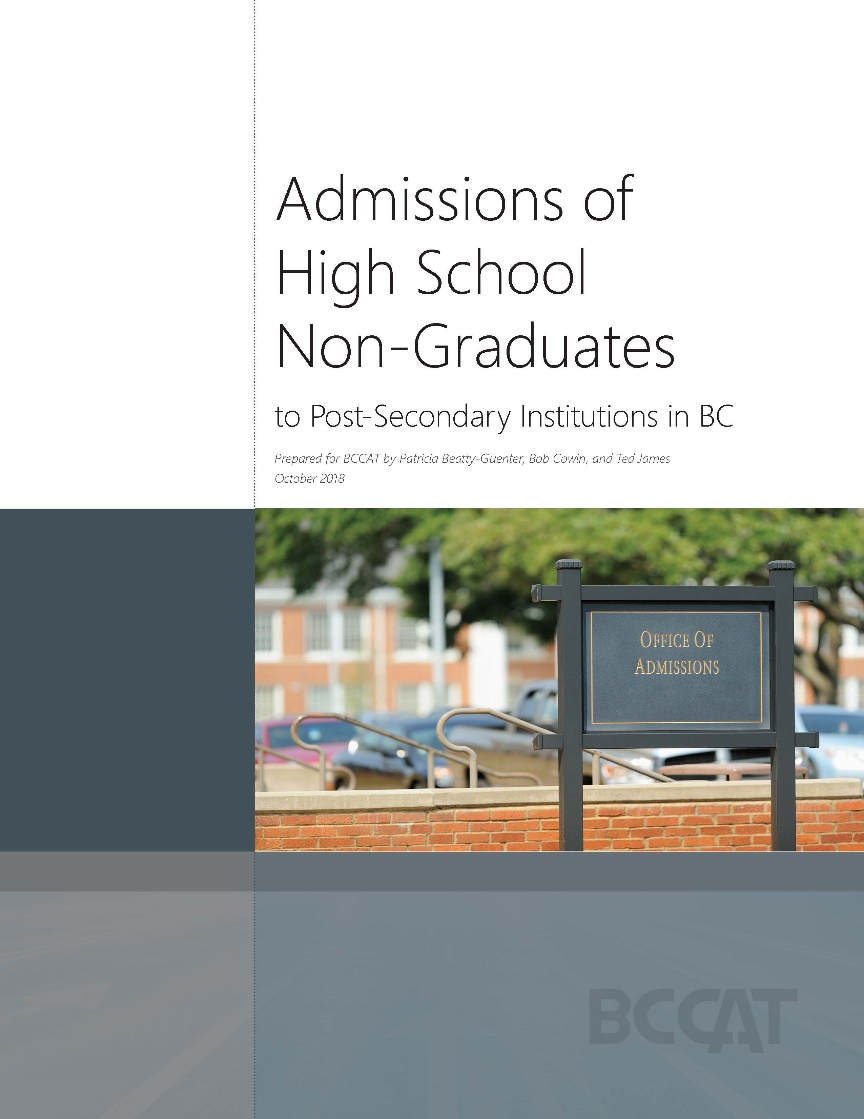 Admissions of
High School
Non-Graduates
to Post-Secondary Institutions in BC
Prepared for BCCAT by Patricia Beatty-Guenter, Bob Cowin, and Ted James
October 2018
OFFICE OF
ADMISSIONS
BCCAT